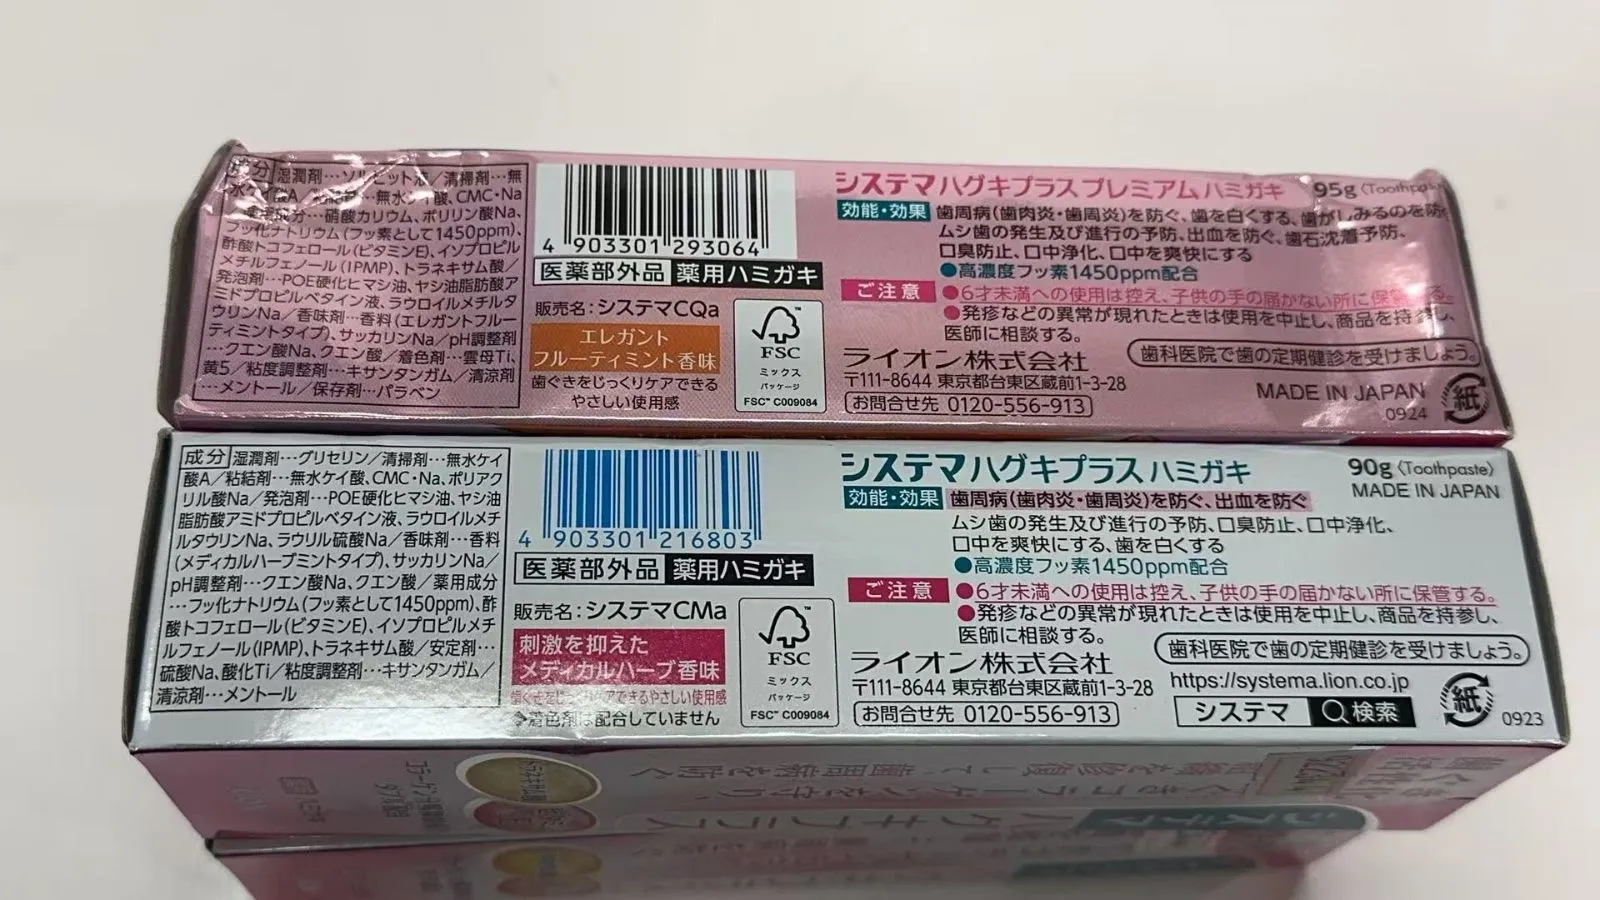 成分 湿潤剤…ソルビット液／清掃剤…無
水ケイ酸A／粘結剤…無水ケイ酸、CMC・Na
／薬用成分…硝酸カリウム、ポリリン酸Na、
フッ化ナトリウム(フッ素として1450ppm)、
酢酸トコフェロール(ビタミンE)、イソプロピル
メチルフェノール(IPMP)、トラネキサム酸／
発泡剤…POE硬化ヒマシ油、ヤシ油脂肪酸ア
ミドプロピルベタイン液、ラウロイルメチルタ
ウリンNa／香味剤…香料(エレガントフルー
ティミントタイプ)、サッカリンNa／pH調整剤
…クエン酸Na、クエン酸／着色剤…雲母Ti、
黄5／粘度調整剤…キサンタンガム／清涼剤
…メントール／保存剤…パラベン
4 903301 293064
医薬部外品 薬用ハミガキ
販売名：システマCQa
エレガント
フルーティミント香味
歯ぐきをじっくりケアできる
やさしい使用感
FSC
ミックス
パッケージ
FSC™ C009084
システマハグキプラス プレミアム ハミガキ 95g〈Toothpas
効能・効果 歯周病(歯肉炎・歯周炎)を防ぐ、歯を白くする、歯がしみるのを防ぐ
ムシ歯の発生及び進行の予防、出血を防ぐ、歯石沈着予防、
口臭防止、口中浄化、口中を爽快にする
●高濃度フッ素1450ppm配合
ご注意 ●6才未満への使用は控え、子供の手の届かない所に保管する。
●発疹などの異常が現れたときは使用を中止し、商品を持参し、
医師に相談する。
ライオン株式会社
〒111-8644 東京都台東区蔵前1-3-28
お問合せ先 0120-556-913
歯科医院で歯の定期健診を受けましょう。
MADE IN JAPAN
0924
紙
成分 湿潤剤…グリセリン／清掃剤…無水ケイ
酸A／粘結剤…無水ケイ酸、CMC・Na、ポリアク
リル酸Na／発泡剤…POE硬化ヒマシ油、ヤシ油
脂肪酸アミドプロピルベタイン液、ラウロイルメチ
ルタウリンNa、ラウリル硫酸Na／香味剤…香料
(メディカルハーブミントタイプ)、サッカリンNa／
pH調整剤…クエン酸Na、クエン酸／薬用成分
…フッ化ナトリウム(フッ素として1450ppm)、酢
酸トコフェロール(ビタミンE)、イソプロピルメチ
ルフェノール(IPMP)、トラネキサム酸／安定剤…
硫酸Na、酸化Ti／粘度調整剤…キサンタンガム／
清涼剤…メントール
4 903301 216803
医薬部外品 薬用ハミガキ
販売名：システマCMa
刺激を抑えた
メディカルハーブ香味
歯ぐきをじっくりケアできるやさしい使用感
◆着色剤は配合していません
FSC
ミックス
パッケージ
FSC™ C009084
システマハグキプラス ハミガキ 90g〈Toothpaste〉
MADE IN JAPAN
効能・効果 歯周病(歯肉炎・歯周炎)を防ぐ、出血を防ぐ
ムシ歯の発生及び進行の予防、口臭防止、口中浄化、
口中を爽快にする、歯を白くする
●高濃度フッ素1450ppm配合
ご注意 ●6才未満への使用は控え、子供の手の届かない所に保管する。
●発疹などの異常が現れたときは使用を中止し、商品を持参し、
医師に相談する。
ライオン株式会社
〒111-8644 東京都台東区蔵前1-3-28
お問合せ先 0120-556-913
歯科医院で歯の定期健診を受けましょう。
https://systema.lion.co.jp
システマ 検索
紙
0923